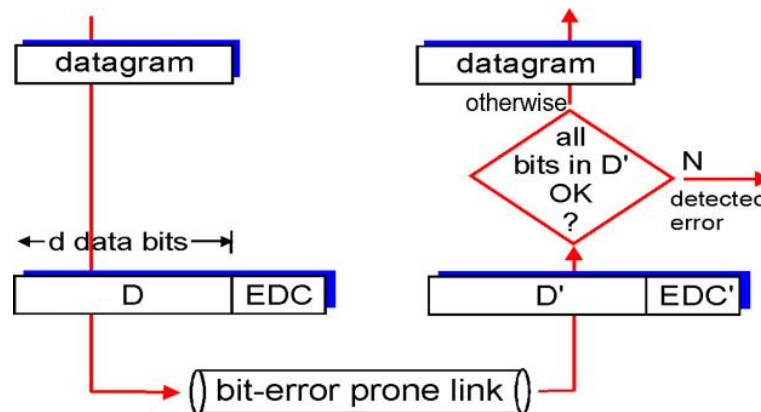 datagram
datagram
otherwise
all
bits in D'
OK
?
N
detected
error
d data bits
D
EDC
D'
EDC'
bit-error prone link